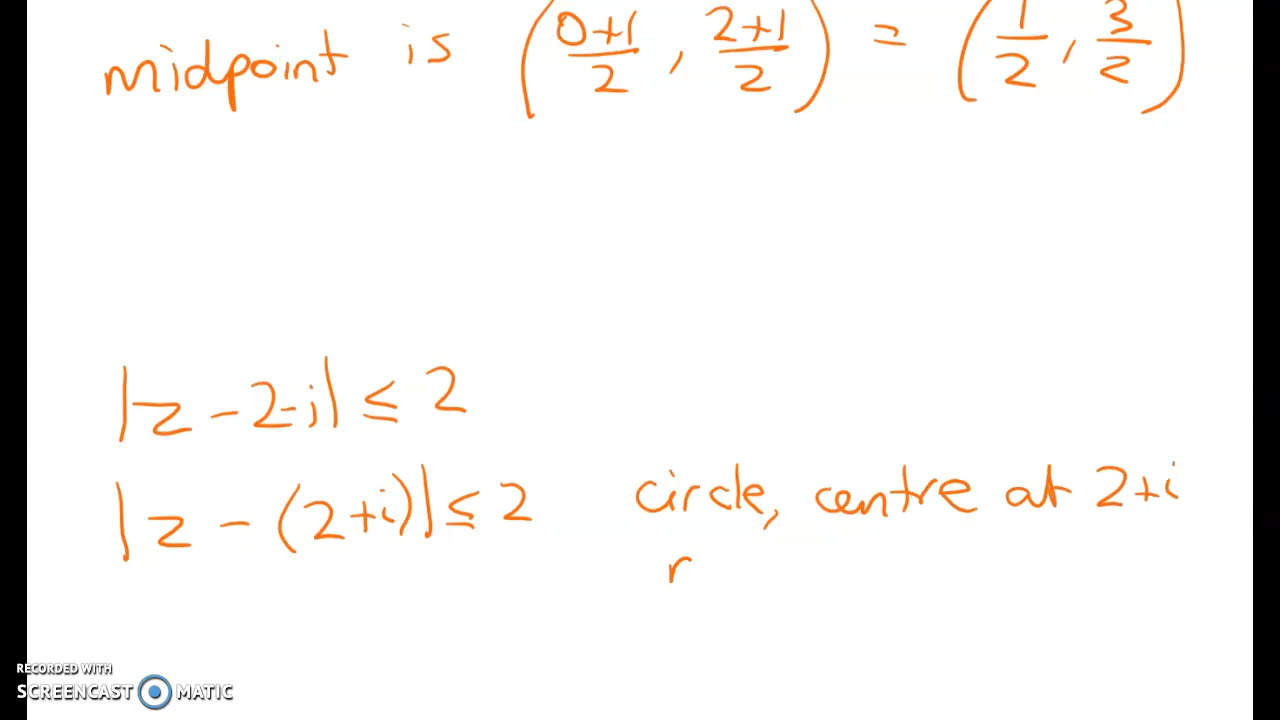 midpoint is (0+1/2, 2+1/2) = (1/2, 3/2)
|z - 2-i| ≤ 2
|z - (2+i)| ≤ 2 circle, centre at 2+i
r
RECORDED WITH
SCREENCAST MATIC